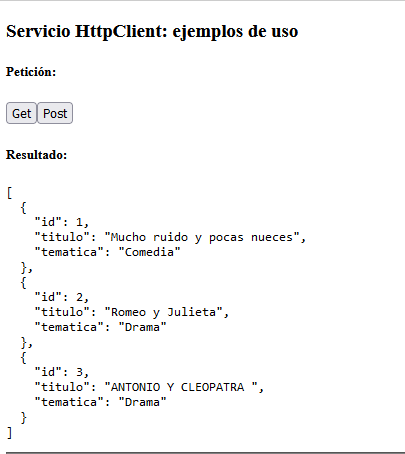 Servicio HttpClient: ejemplos de uso
Petición:
Get Post
Resultado:
[
  {
    "id": 1,
    "titulo": "Mucho ruido y pocas nueces",
    "tematica": "Comedia"
  },
  {
    "id": 2,
    "titulo": "Romeo y Julieta",
    "tematica": "Drama"
  },
  {
    "id": 3,
    "titulo": "ANTONIO Y CLEOPATRA ",
    "tematica": "Drama"
  }
]